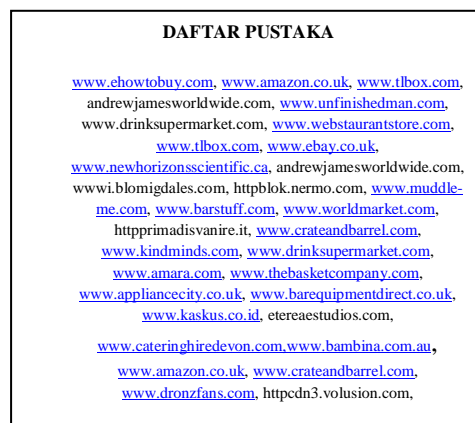 DAFTAR PUSTAKA
www.ehowtobuy.com, www.amazon.co.uk, www.tlbox.com,
andrewjamesworldwide.com, www.unfinishedman.com,
www.drinksupermarket.com, www.webstaurantstore.com,
www.tlbox.com, www.ebay.co.uk,
www.newhorizonsscientific.ca, andrewjamesworldwide.com,
wwwi.blomigdales.com, httpblok.nermo.com, www.muddle-
me.com, www.barstuff.com, www.worldmarket.com,
httpprimadisvanire.it, www.crateandbarrel.com,
www.kindminds.com, www.drinksupermarket.com,
www.amara.com, www.thebasketcompany.com,
www.appliancecity.co.uk, www.barequipmentdirect.co.uk,
www.kaskus.co.id, etereaestudios.com,
www.cateringhiredevon.com,www.bambina.com.au,
www.amazon.co.uk, www.crateandbarrel.com,
www.dronzfans.com, httpcdn3.volusion.com,